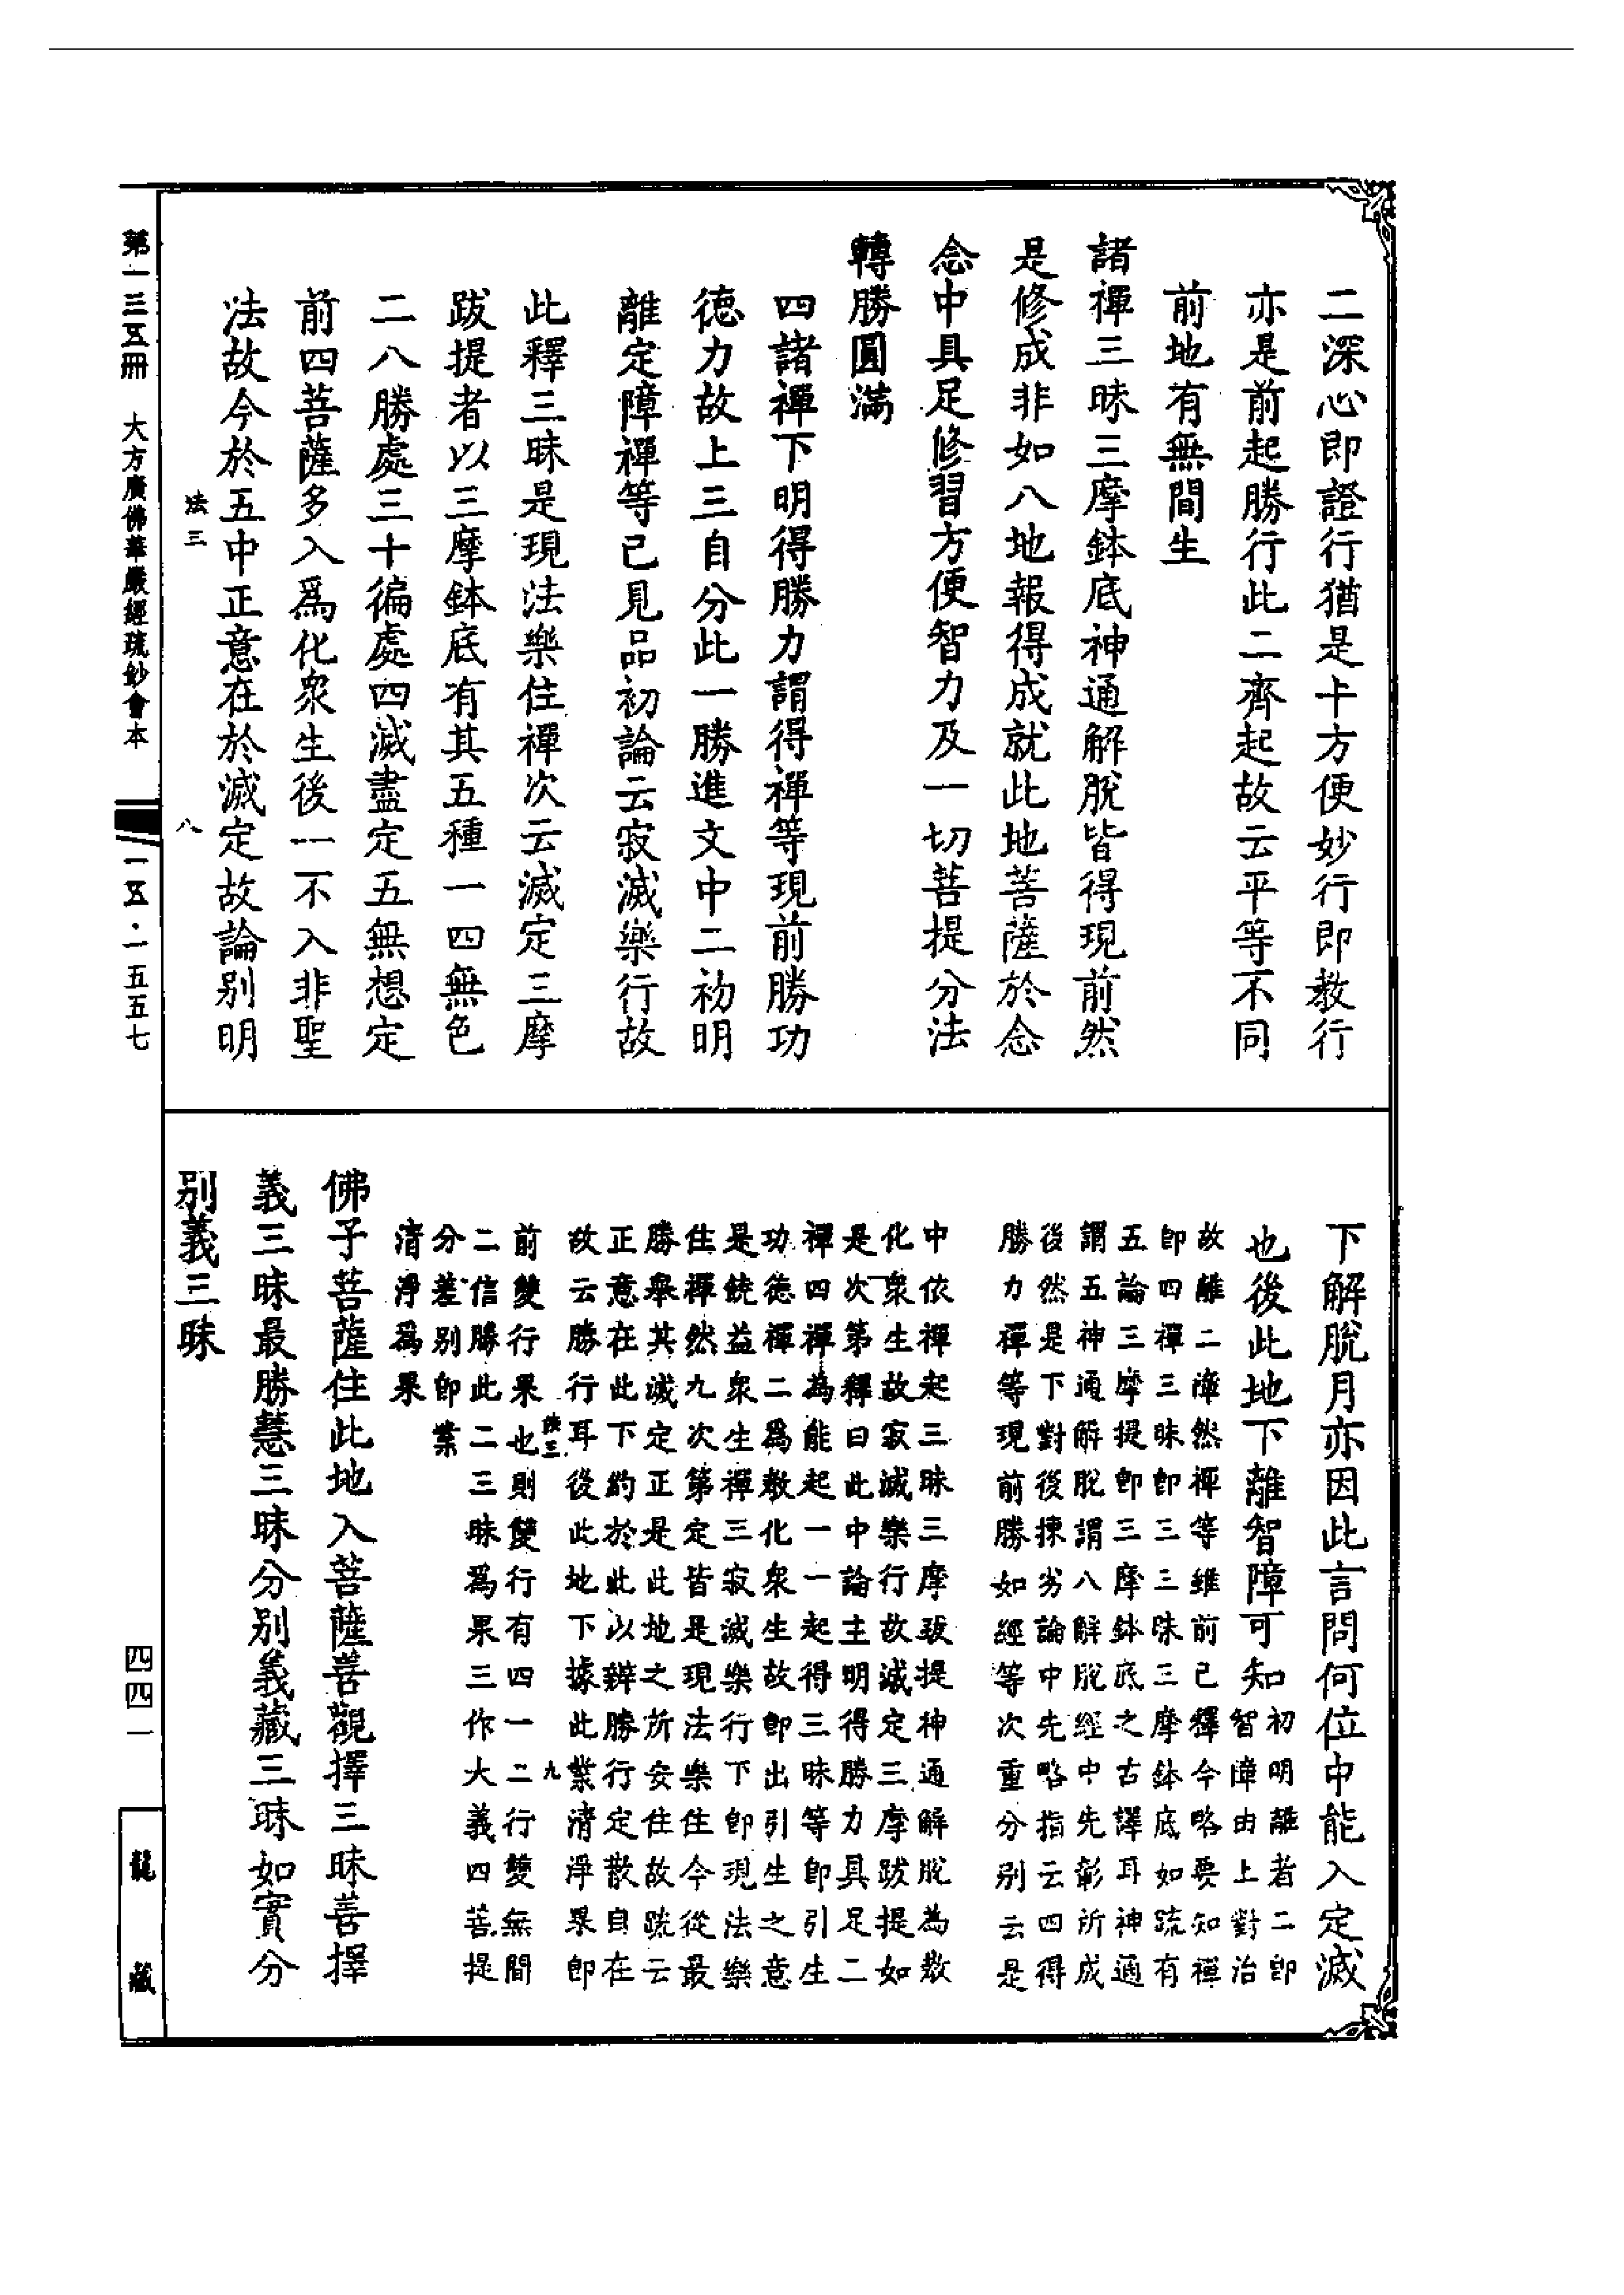 二深心即證行猶是卡方便妙行即教行
亦是前起勝行此二齊起故云平等不同
前地有無間生
諸禪三昧三摩鉢底神通解脫皆得現前然
是修成非如八地報得成就此地菩薩於念
念中具足修習方便智力及一切菩提分法
轉勝圓滿
四諸禪下明得勝力謂得禪等現前勝功
德力故上三自分此一勝進文中二初明
離定障禪等已見品初論云寂滅樂行故
此釋三昧是現法樂住禪次云滅定三摩
跋提者以三摩鉢底有其五種一四無色
二八勝處三十徧處四滅盡定五無想定
前四菩薩多入爲化衆生後一不入非聖
法故今於五中正意在於滅定故論別明
法三
八
下解脫月亦因此言問何位中能入定滅
也後此地下離智障可知初明離者二即
智障由上對治
故離二障然禪等雖前已釋今略要知禪
即四禪三昧即三三昧三摩鉢底如疏有
五論三摩提即三摩鉢底之古譯耳神通
謂五神通解脫謂八解脫經中先彰所成
後然是下對後揀劣論中先略指云四得
勝力禪等現前勝如經等次重分別云是
中依禪起三昧三摩跋提神通解脫為教
化衆生故寂滅樂行故滅定三摩跋提如
是次第釋曰此中論主明得勝力具足二
禪四禪為能起一一起得三昧等即引生
功德禪二爲教化衆生故即出引生之意
是饒益衆生禪三寂滅樂行下即現法樂
住禪然九次第定皆是現法樂住今從最
勝舉其滅定正是此地之所安住故疏云
正意在此下約於此以辨勝行定散自在
故云勝行耳後此地下據此業清淨果即
前雙行果也則雙行有四一二行雙無間
二信勝此二三昧爲果三作大義四菩提
分差別即業
清淨爲果
法三
九
佛子菩薩住此地入菩薩善觀擇三昧善擇
義三昧最勝慧三昧分別義藏三昧如實分
別義三昧
第一三五冊　大方廣佛華嚴經疏鈔會本
一五·一五五七
四四一
龍藏